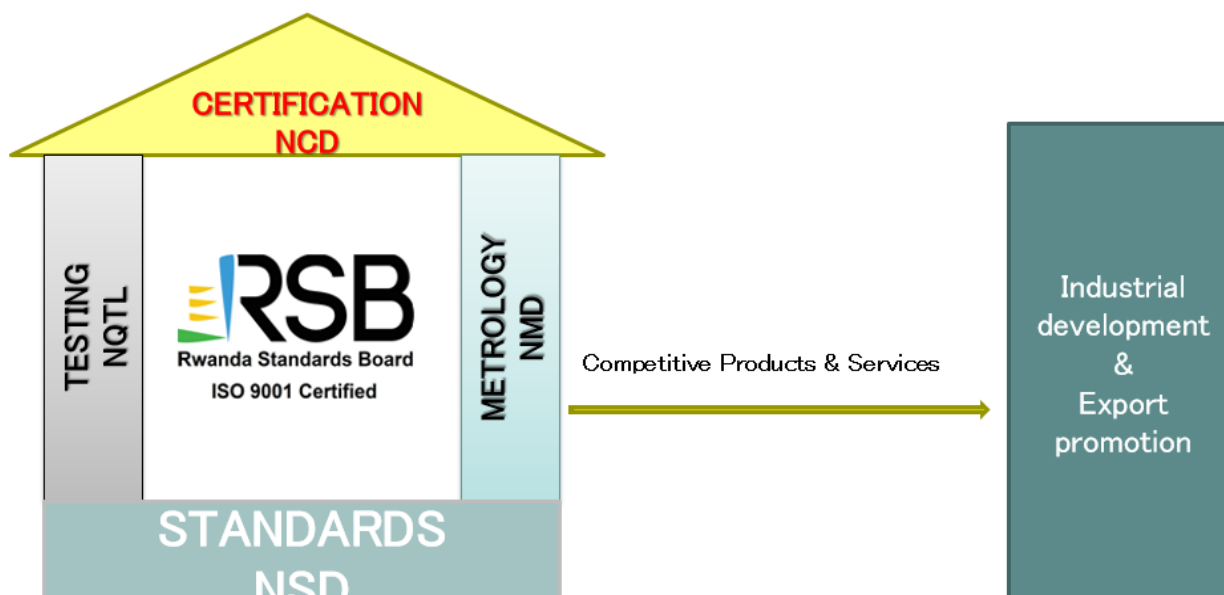 CERTIFICATION
NCD
TESTING
NQTL
RSB
Rwanda Standards Board
ISO 9001 Certified
METROLOGY
NMD
Competitive Products & Services
Industrial
development
&
Export
promotion
STANDARDS
NSD